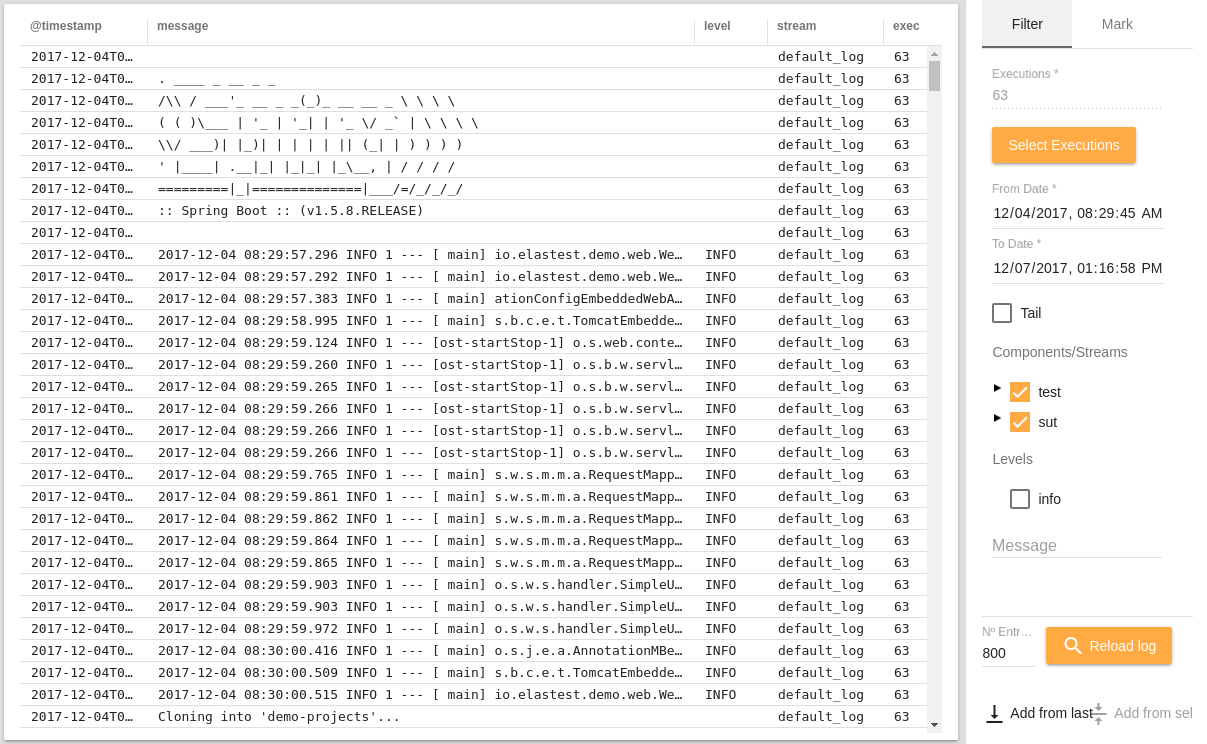 @timestamp message level stream exec
2017-12-04T0… default_log 63
2017-12-04T0… . ____ _ __ _ _ default_log 63
2017-12-04T0… /\\ / ___'_ __ _ _(_)_ __ __ _ \ \ \ \ default_log 63
2017-12-04T0… ( ( )\___ | '_ | '_| | '_ \/ _` | \ \ \ \ default_log 63
2017-12-04T0… \\/ ___)| |_)| | | | | || (_| | ) ) ) ) default_log 63
2017-12-04T0… ' |____| .__|_| |_|_| |_\__, | / / / / default_log 63
2017-12-04T0… =========|_|==============|___/=/_/_/_/ default_log 63
2017-12-04T0… :: Spring Boot :: (v1.5.8.RELEASE) default_log 63
2017-12-04T0… default_log 63
2017-12-04T0… 2017-12-04 08:29:57.296 INFO 1 --- [ main] io.elastest.demo.web.We… INFO default_log 63
2017-12-04T0… 2017-12-04 08:29:57.292 INFO 1 --- [ main] io.elastest.demo.web.We… INFO default_log 63
2017-12-04T0… 2017-12-04 08:29:57.383 INFO 1 --- [ main] ationConfigEmbeddedWebA… INFO default_log 63
2017-12-04T0… 2017-12-04 08:29:58.995 INFO 1 --- [ main] s.b.c.e.t.TomcatEmbedde… INFO default_log 63
2017-12-04T0… 2017-12-04 08:29:59.124 INFO 1 --- [ost-startStop-1] o.s.web.conte… INFO default_log 63
2017-12-04T0… 2017-12-04 08:29:59.260 INFO 1 --- [ost-startStop-1] o.s.b.w.servl… INFO default_log 63
2017-12-04T0… 2017-12-04 08:29:59.265 INFO 1 --- [ost-startStop-1] o.s.b.w.servl… INFO default_log 63
2017-12-04T0… 2017-12-04 08:29:59.266 INFO 1 --- [ost-startStop-1] o.s.b.w.servl… INFO default_log 63
2017-12-04T0… 2017-12-04 08:29:59.266 INFO 1 --- [ost-startStop-1] o.s.b.w.servl… INFO default_log 63
2017-12-04T0… 2017-12-04 08:29:59.266 INFO 1 --- [ost-startStop-1] o.s.b.w.servl… INFO default_log 63
2017-12-04T0… 2017-12-04 08:29:59.765 INFO 1 --- [ main] s.w.s.m.m.a.RequestMapp… INFO default_log 63
2017-12-04T0… 2017-12-04 08:29:59.861 INFO 1 --- [ main] s.w.s.m.m.a.RequestMapp… INFO default_log 63
2017-12-04T0… 2017-12-04 08:29:59.862 INFO 1 --- [ main] s.w.s.m.m.a.RequestMapp… INFO default_log 63
2017-12-04T0… 2017-12-04 08:29:59.864 INFO 1 --- [ main] s.w.s.m.m.a.RequestMapp… INFO default_log 63
2017-12-04T0… 2017-12-04 08:29:59.865 INFO 1 --- [ main] s.w.s.m.m.a.RequestMapp… INFO default_log 63
2017-12-04T0… 2017-12-04 08:29:59.903 INFO 1 --- [ main] o.s.w.s.handler.SimpleU… INFO default_log 63
2017-12-04T0… 2017-12-04 08:29:59.903 INFO 1 --- [ main] o.s.w.s.handler.SimpleU… INFO default_log 63
2017-12-04T0… 2017-12-04 08:29:59.972 INFO 1 --- [ main] o.s.w.s.handler.SimpleU… INFO default_log 63
2017-12-04T0… 2017-12-04 08:30:00.416 INFO 1 --- [ main] o.s.j.e.a.AnnotationMBe… INFO default_log 63
2017-12-04T0… 2017-12-04 08:30:00.509 INFO 1 --- [ main] s.b.c.e.t.TomcatEmbedde… INFO default_log 63
2017-12-04T0… 2017-12-04 08:30:00.515 INFO 1 --- [ main] io.elastest.demo.web.We… INFO default_log 63
2017-12-04T0… Cloning into 'demo-projects'... default_log 63
Filter Mark
Executions *
63
Select Executions
From Date *
12/04/2017, 08:29:45 AM
To Date *
12/07/2017, 01:16:58 PM
Tail
Components/Streams
test
sut
Levels
info
Message
Nº Entr…
800
Reload log
Add from last Add from sel